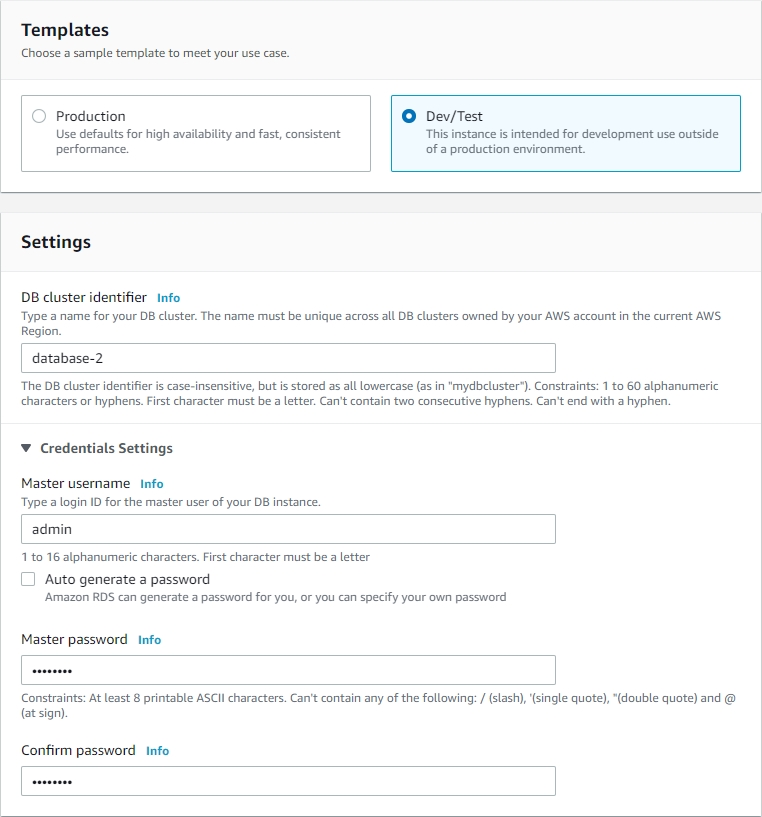 Templates
Choose a sample template to meet your use case.
Production
Use defaults for high availability and fast, consistent
performance.
Dev/Test
This instance is intended for development use outside
of a production environment.
Settings
DB cluster identifier Info
Type a name for your DB cluster. The name must be unique across all DB clusters owned by your AWS account in the current AWS
Region.
database-2
The DB cluster identifier is case-insensitive, but is stored as all lowercase (as in "mydbcluster"). Constraints: 1 to 60 alphanumeric
characters or hyphens. First character must be a letter. Can't contain two consecutive hyphens. Can't end with a hyphen.
Credentials Settings
Master username Info
Type a login ID for the master user of your DB instance.
admin
1 to 16 alphanumeric characters. First character must be a letter
Auto generate a password
Amazon RDS can generate a password for you, or you can specify your own password
Master password Info
••••••••
Constraints: At least 8 printable ASCII characters. Can't contain any of the following: / (slash), '(single quote), "(double quote) and @
(at sign).
Confirm password Info
••••••••